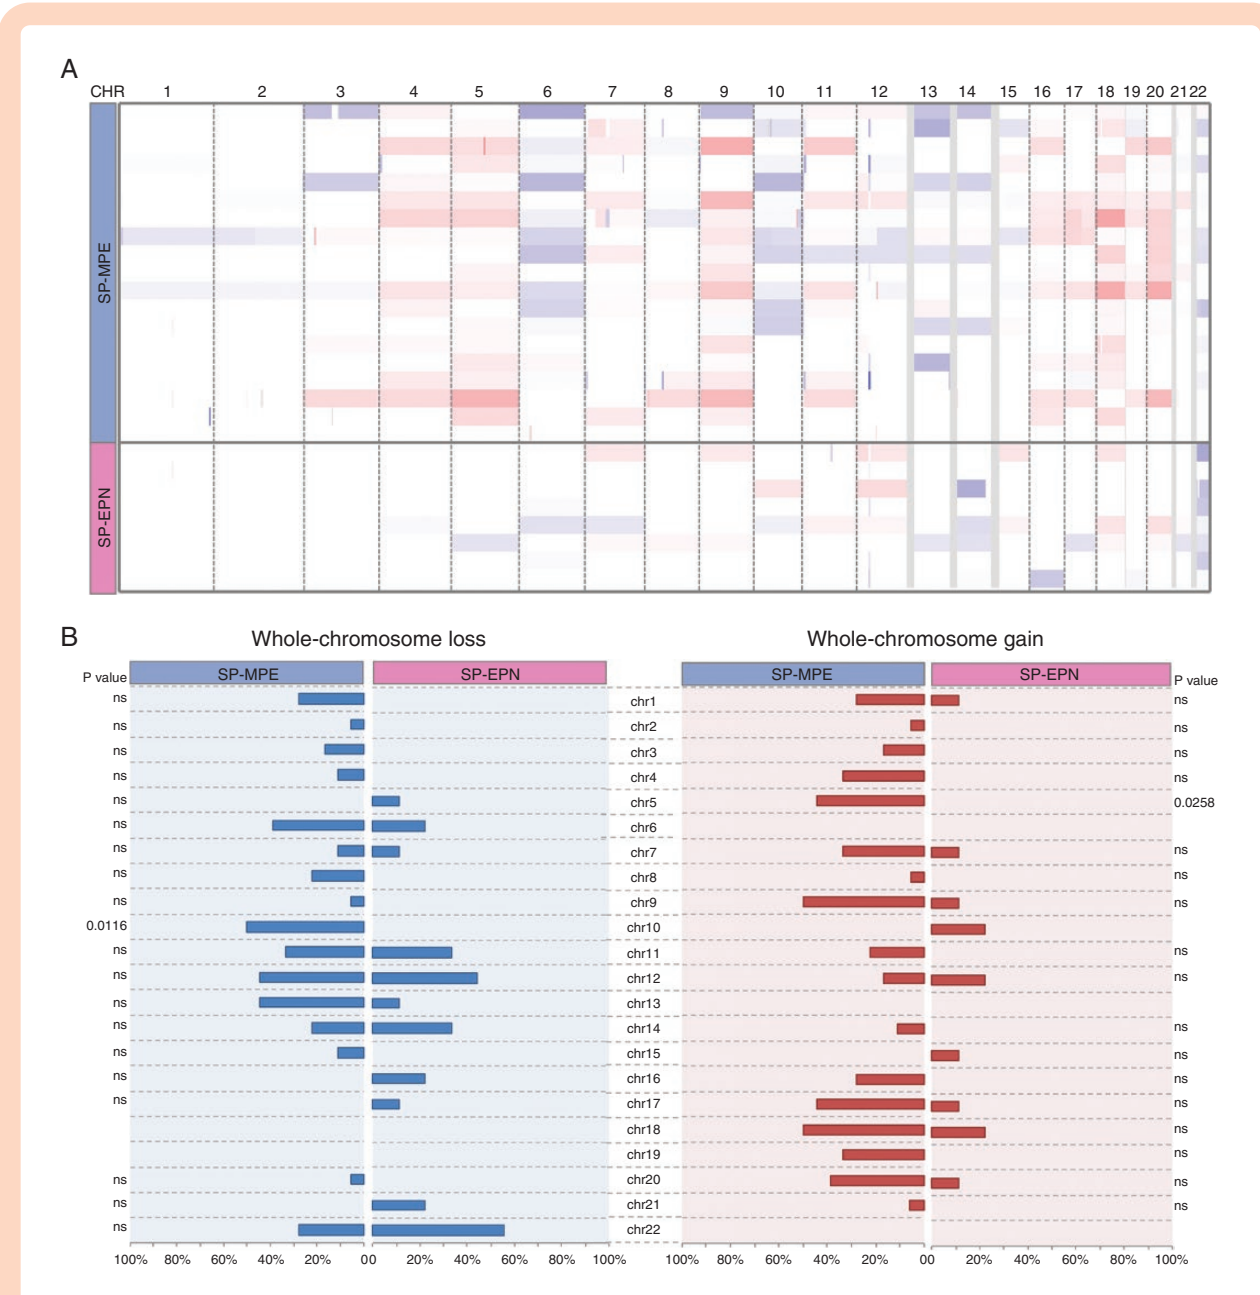 A
CHR 1 2 3 4 5 6 7 8 9 10 11 12 13 14 15 16 17 18 19 20 21 22
SP-MPE
SP-EPN
B
Whole-chromosome loss Whole-chromosome gain
P value SP-MPE SP-EPN SP-MPE SP-EPN P value
ns chr1 ns
ns chr2 ns
ns chr3 ns
ns chr4 ns
ns chr5 0.0258
ns chr6
ns chr7 ns
ns chr8 ns
ns chr9 ns
0.0116 chr10
ns chr11 ns
ns chr12 ns
ns chr13
ns chr14 ns
ns chr15 ns
ns chr16 ns
ns chr17 ns
chr18 ns
chr19 ns
ns chr20 ns
ns chr21 ns
ns chr22
100% 80% 60% 40% 20% 00 20% 40% 60% 80% 100% 100% 80% 60% 40% 20% 00 20% 40% 60% 80% 100%